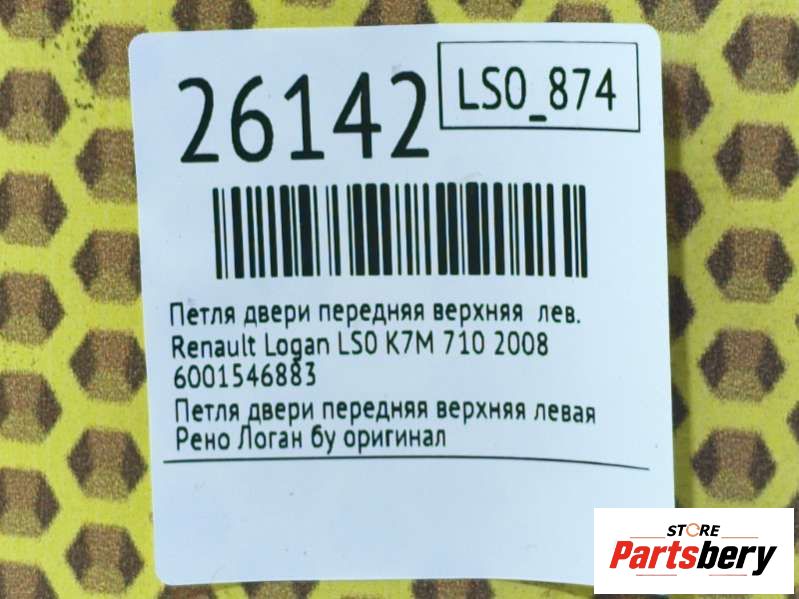 26142
LS0_874
Петля двери передняя верхняя лев.
Renault Logan LS0 K7M 710 2008
6001546883
Петля двери передняя верхняя левая
Рено Логан бу оригинал
STORE
Partsbery